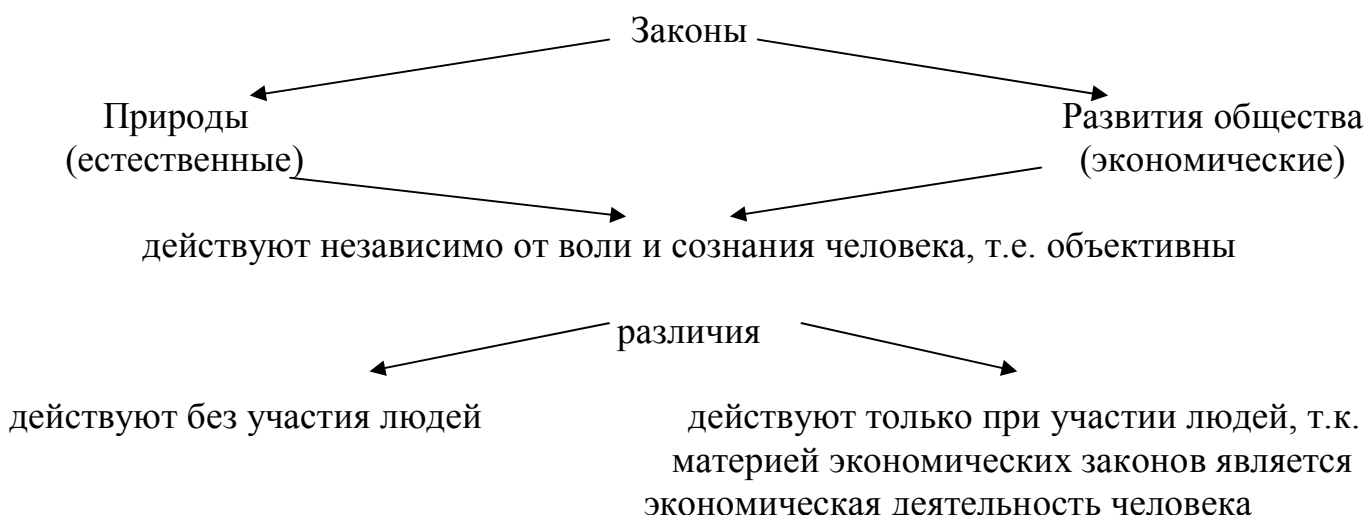 Законы
Природы
(естественные)
Развития общества
(экономические)
действуют независимо от воли и сознания человека, т.е. объективны
различия
действуют без участия людей
действуют только при участии людей, т.к.
материей экономических законов является
экономическая деятельность человека